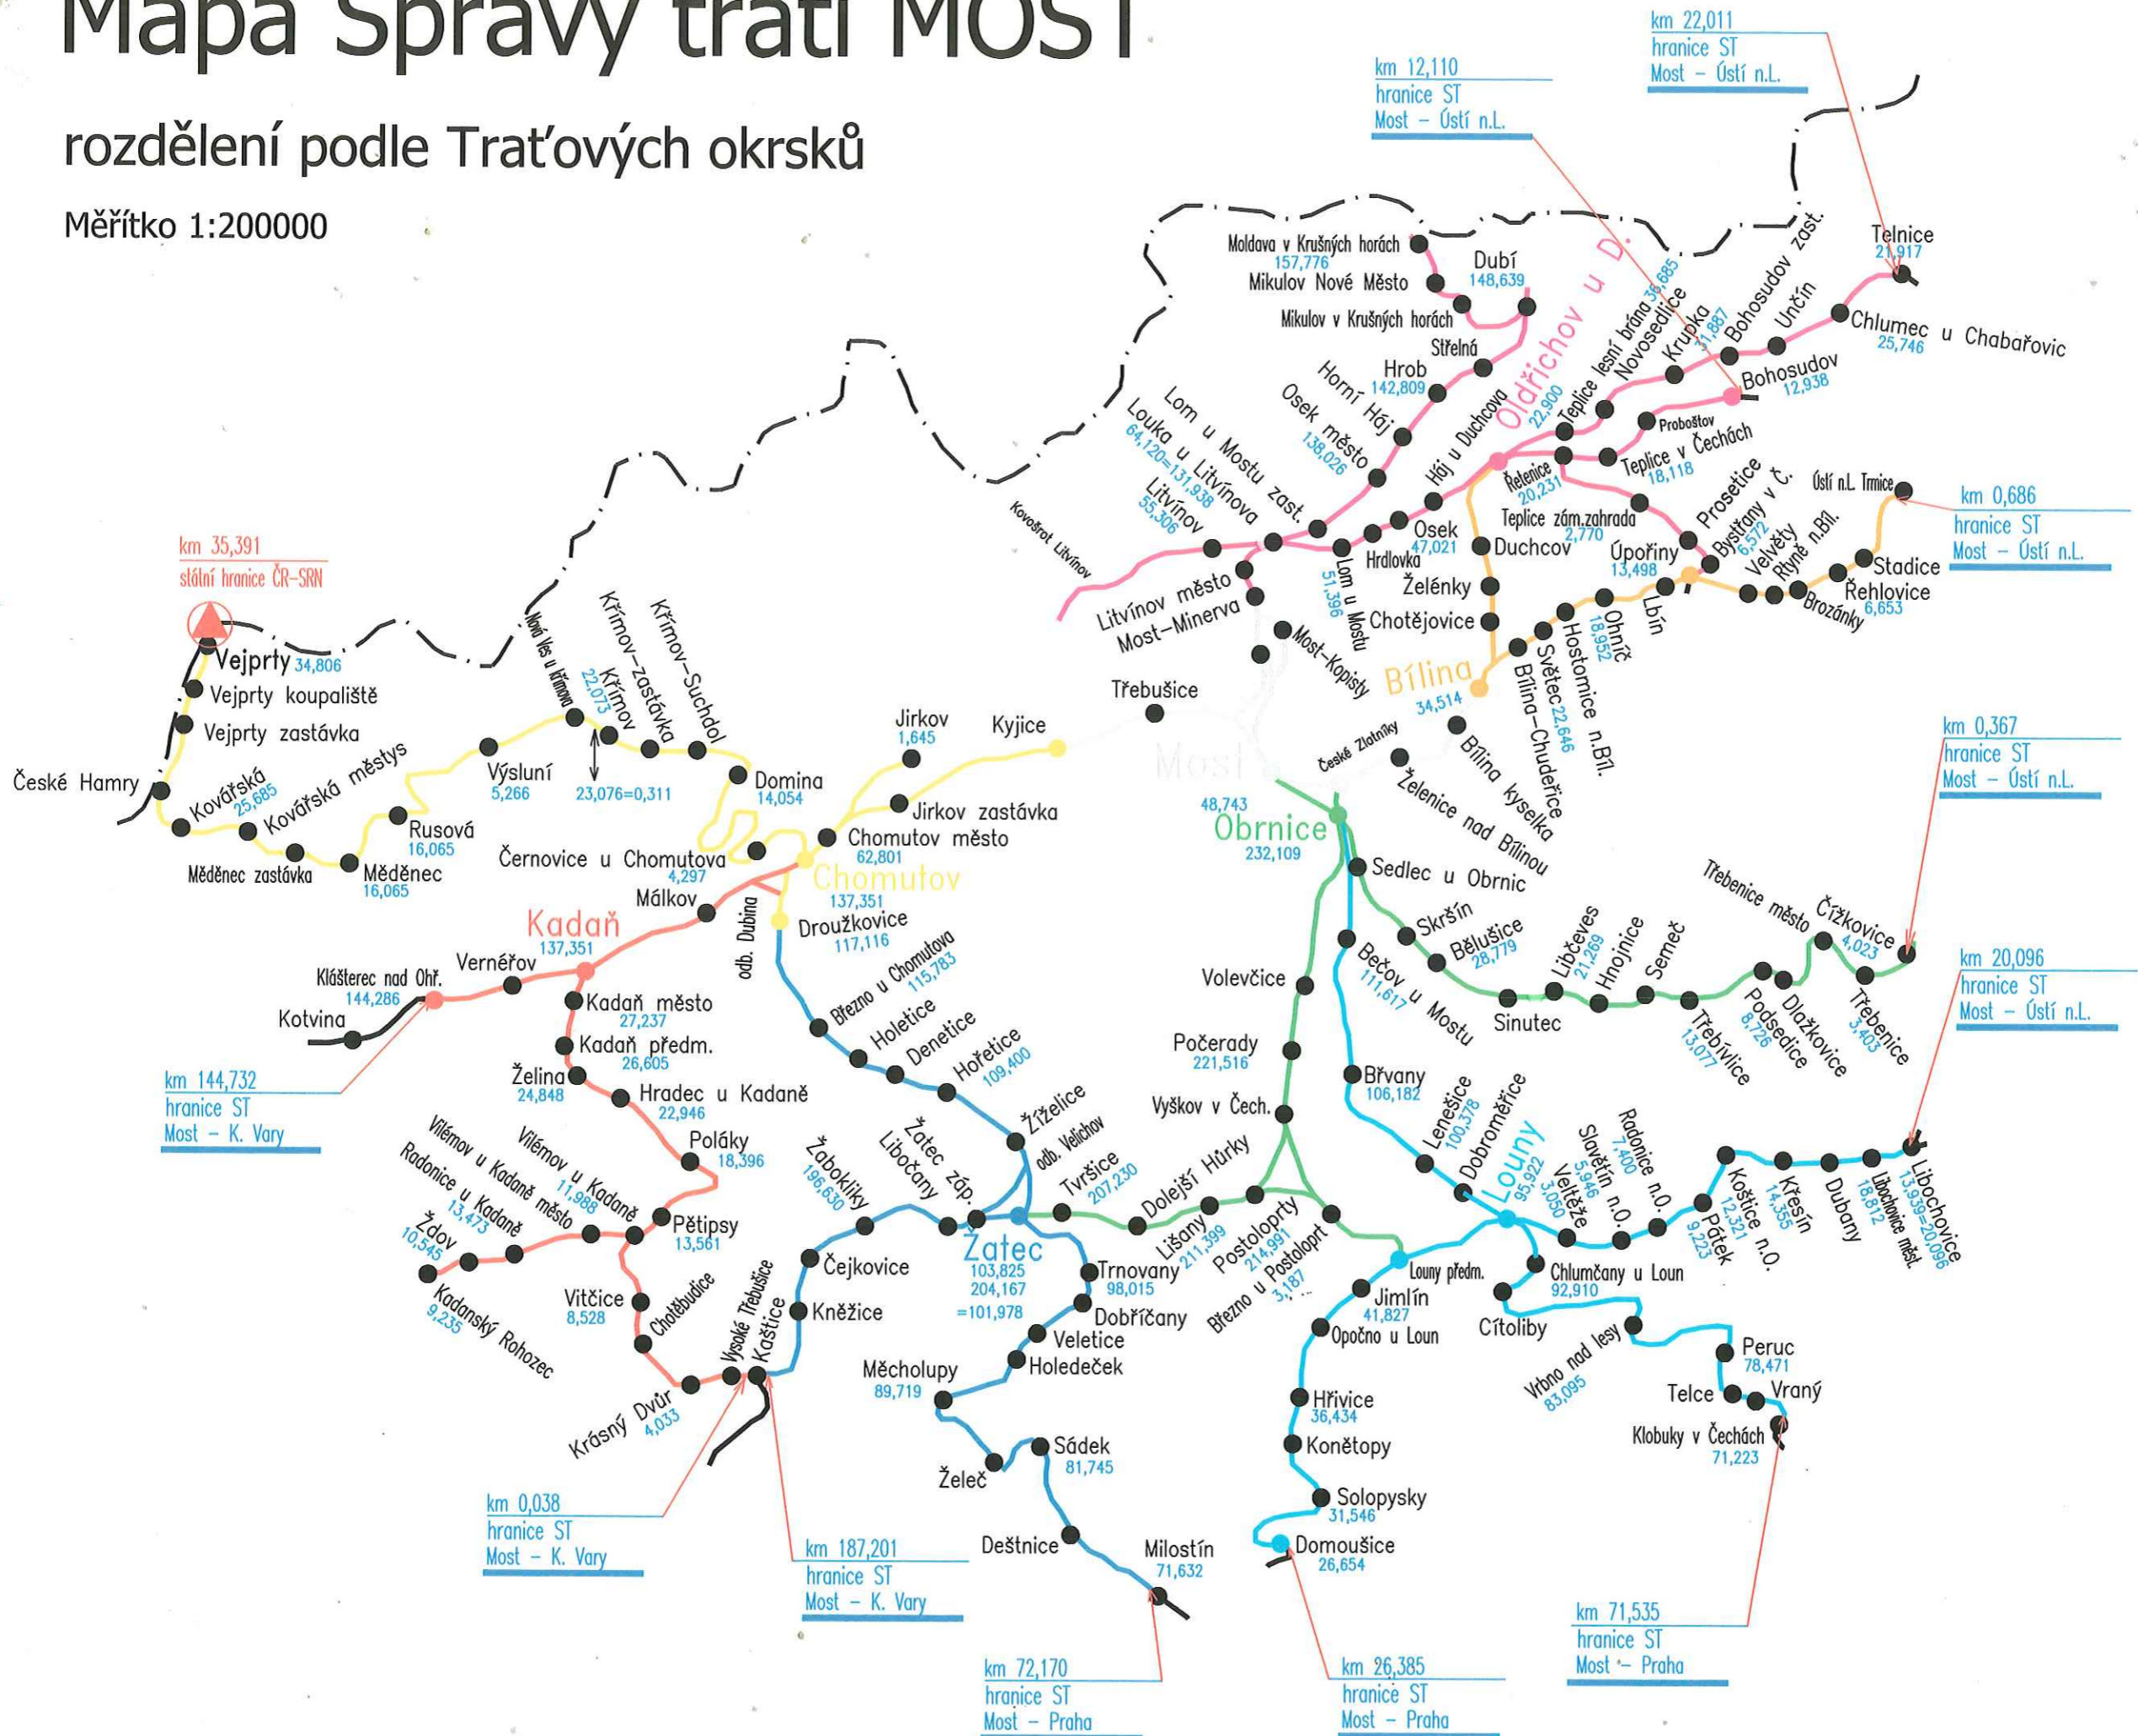 Mapa Správy tratí MOST
rozdělení podle Traťových okrsků
Měřítko 1:200000
km 22,011
hranice ST
Most – Ústí n.L.
km 12,110
hranice ST
Most – Ústí n.L.
Moldava v Krušných horách
157,776
Mikulov Nové Město
Mikulov v Krušných horách
Dubí
148,639
Střelná
Hrob
142,809
Horní Háj
Osek město
138,026
Lom u Mostu zast.
Louka u Litvínova
64,120=131,938
Litvínov
55,306
Kovošrot Litvínov
Litvínov město
Most-Minerva
Most-Kopisty
Lom u Mostu
51,396
Hrdlovka
Osek
47,021
Háj u Duchcova
Oldřichov u D.
22,900
Teplice lesní brána 36,685
Novosedlice
Krupka
31,887
Bohosudov zast.
Unčín
Telnice
21,917
Chlumec u Chabařovic
25,746
Bohosudov
12,938
Proboštov
Teplice v Čechách
18,118
Řetenice
20,231
Teplice zám.zahrada
2,770
Prosetice
Bystřany v Č.
6,572
Úpořiny
13,498
Velvěty
Rtyně n.Bíl.
Brozánky
Řehlovice
6,653
Stadice
Ústí n.L. Trmice
km 0,686
hranice ST
Most – Ústí n.L.
Duchcov
Želénky
Chotějovice
Bílina
34,514
Lbín
Ohníč
18,952
Hostomice n.Bíl.
Světec 22,646
Bílina-Chudeřice
Bílina kyselka
Želenice nad Bílinou
České Zlatníky
Most
Třebušice
Kyjice
Jirkov
1,645
Jirkov zastávka
Chomutov město
62,801
Chomutov
137,351
km 35,391
státní hranice ČR-SRN
Vejprty 34,806
Vejprty koupaliště
Vejprty zastávka
České Hamry
Kovářská
25,685
Kovářská městys
Měděnec zastávka
Měděnec
16,065
Rusová
16,065
Výsluní
5,266
Nová Ves u Křimova
22,073
Křimov
23,076=0,311
Křimov-zastávka
Křimov-Suchdol
Domina
14,054
Černovice u Chomutova
4,297
Málkov
odb. Dubina
Droužkovice
117,116
Kadaň
137,351
Vernéřov
Klášterec nad Ohř.
144,286
Kotvina
km 144,732
hranice ST
Most – K. Vary
Kadaň město
27,237
Kadaň předm.
26,605
Želina
24,848
Hradec u Kadaně
22,946
Poláky
18,396
Pětipsy
13,561
Vilémov u Kadaně
11,988
Vilémov u Kadaně město
Radonice u Kadaně
13,473
Ždov
10,545
Kadanský Rohozec
9,235
Vitčice
8,528
Chotěbudice
Krásný Dvůr
4,033
Vysoké Třebušice
Kaštice
km 0,038
hranice ST
Most – K. Vary
km 187,201
hranice ST
Most – K. Vary
Kněžice
Čejkovice
Žabokliky
196,630
Libočany
Žatec záp.
Žatec
103,825
204,167
=101,978
Březno u Chomutova
115,783
Holetice
Denetice
Hořetice
109,400
Žíželice
odb. Velichov
Tvršice
207,230
Dolejší Hůrky
Lišany
211,399
Postoloprty
214,991
Březno u Postoloprt
3,187
Trnovany
98,015
Dobříčany
Veletice
Holedeček
Měcholupy
89,719
Želeč
Sádek
81,745
Deštnice
Milostín
71,632
km 72,170
hranice ST
Most – Praha
48,743
Obrnice
232,109
Sedlec u Obrnic
Skršín
Bělušice
28,779
Sinutec
Libčeves
21,269
Hnojnice
Semeč
Třebívlice
13,077
Podsedice
8,726
Dlažkovice
Třebenice město
Čížkovice
4,023
Třebenice
3,403
km 0,367
hranice ST
Most – Ústí n.L.
km 20,096
hranice ST
Most – Ústí n.L.
Volevčice
Počerady
221,516
Vyškov v Čech.
Bečov u Mostu
111,617
Břvany
106,182
Lenešice
100,378
Dobroměřice
Louny
95,922
3,050
Veltěže
Slavětín n.O.
5,946
Radonice n.O.
7,400
Pátek
9,223
Koštice n.O.
12,321
Křesín
14,355
Dubany
Libochovice měst.
18,812
Libochovice
13,939=20,096
Louny předm.
Jimlín
41,827
Opočno u Loun
Hřivice
36,434
Konětopy
Solopysky
31,546
Domoušice
26,654
km 26,385
hranice ST
Most – Praha
Chlumčany u Loun
92,910
Cítoliby
Vrbno nad lesy
83,095
Peruc
78,471
Telce
Vraný
Klobuky v Čechách
71,223
km 71,535
hranice ST
Most – Praha